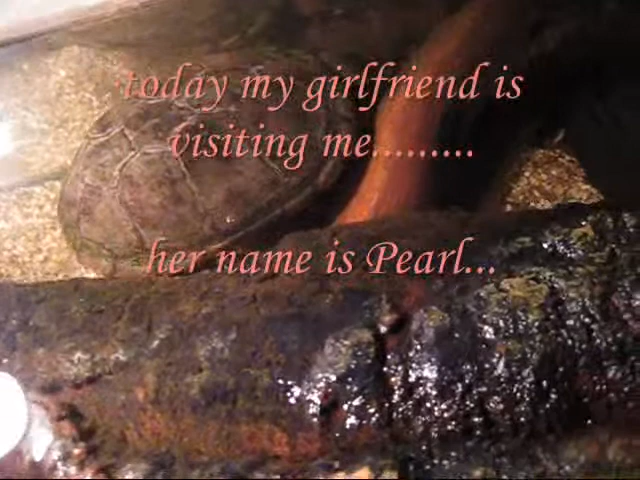 today my girlfriend is
visiting me.........
her name is Pearl...